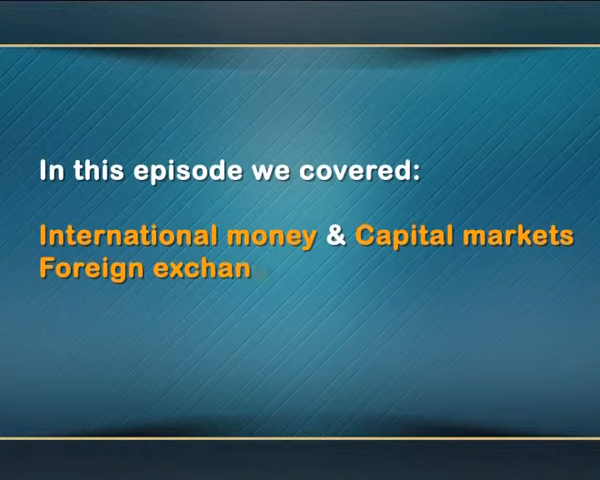 In this episode we covered:
International money & Capital markets
Foreign exchan